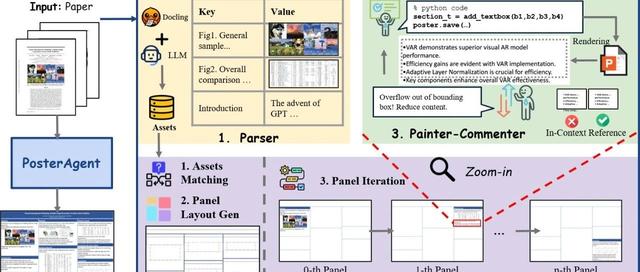 Input: Paper
PosterAgent
Docling
+
LLM
Assets
Key
Value
Fig1. General
sample...
Fig2. Overall
comparison ...
Introduction
The advent of
GPT ...
1. Parser
% python code
section_t = add_textbox(b1,b2,b3,b4)
poster.save(…)
Rendering
P
•VAR demonstrates superior visual AR model
performance.
•Efficiency gains are evident with VAR implementation.
•Adaptive Layer Normalization is crucial for efficiency.
•Key components enhance overall VAR effectiveness.
Overflow out of bounding
box! Reduce content.
In-Context Reference
3. Painter-Commenter
1. Assets
Matching
2. Panel
Layout Gen
3. Panel Iteration
Zoom-in
0-th Panel
1-th Panel
...
n-th Panel